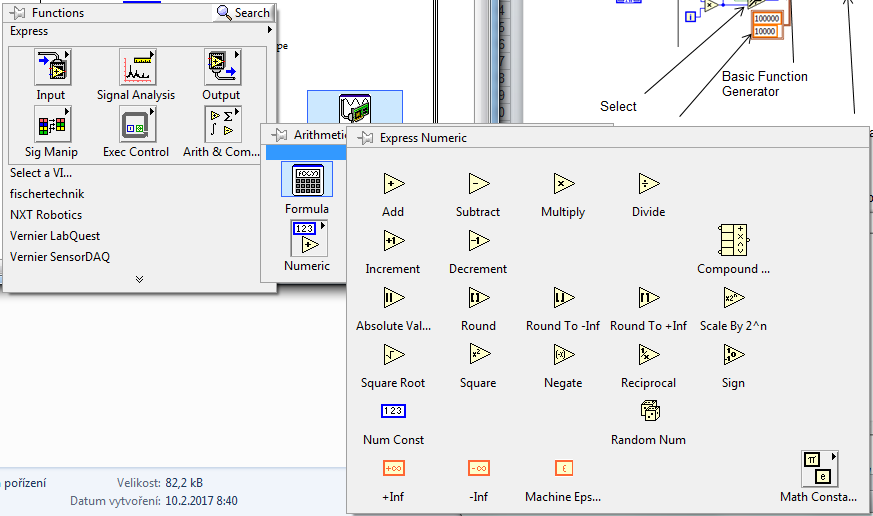 Functions
Search
Express
Input
Signal Analysis
Output
Sig Manip
Exec Control
Arith & Com...
Select a VI...
fischertechnik
NXT Robotics
Vernier LabQuest
Vernier SensorDAQ
Formula
123
Numeric
Express Numeric
Add
Subtract
Multiply
Divide
Increment
Decrement
Compound ...
Absolute Val...
Round
Round To -Inf
Round To +Inf
Scale By 2^n
Square Root
Square
Negate
Reciprocal
Sign
123
Num Const
Random Num
+∞
-∞
ε
+Inf
-Inf
Machine Eps...
π
e
Math Consta...
i
100000
10000
Basic Function
Generator
Select
pořízení
Velikost: 82,2 kB
Datum vytvoření: 10.2.2017 8:40